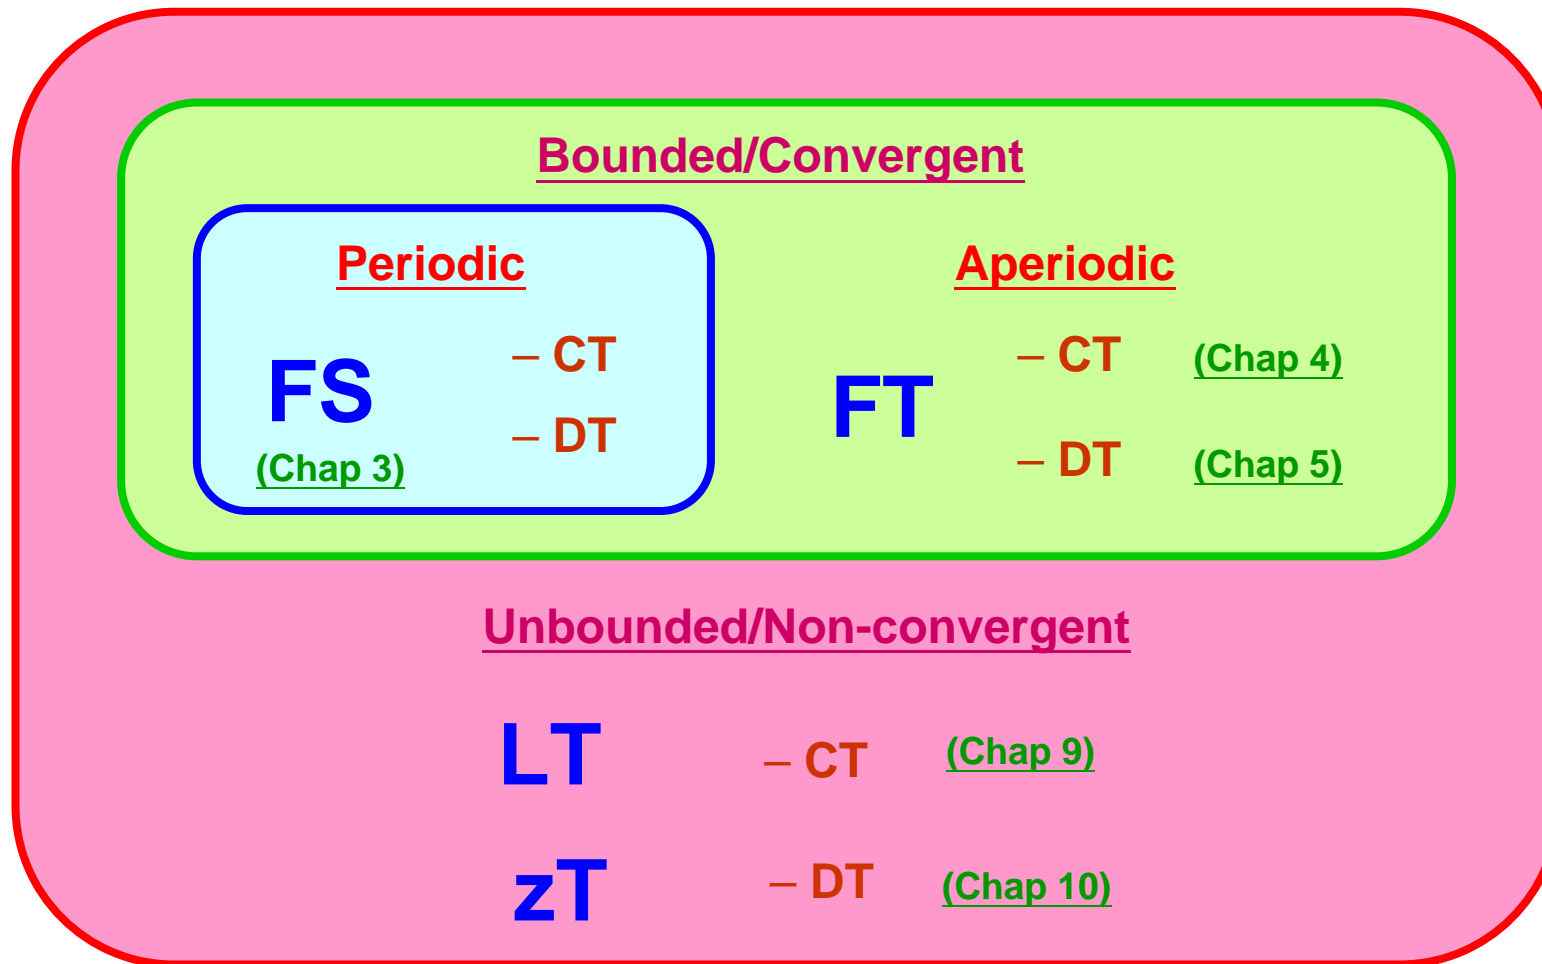 Bounded/Convergent
Periodic
FS
(Chap 3)
– CT
– DT
Aperiodic
FT
– CT (Chap 4)
– DT (Chap 5)
Unbounded/Non-convergent
LT – CT (Chap 9)
zT – DT (Chap 10)